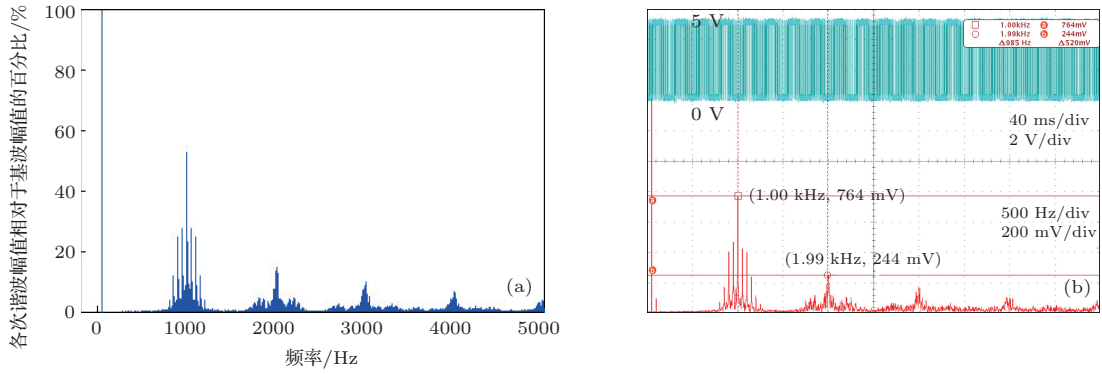 各次谐波幅值相对于基波幅值的百分比/%
100
80
60
40
20
0
0
1000
2000
3000
4000
5000
频率/Hz
(a)
5 V
0 V
1.00kHz a 764mV
1.99kHz b 244mV
Δ985 Hz Δ520mV
40 ms/div
2 V/div
a
(1.00 kHz, 764 mV)
500 Hz/div
200 mV/div
(1.99 kHz, 244 mV)
b
(b)